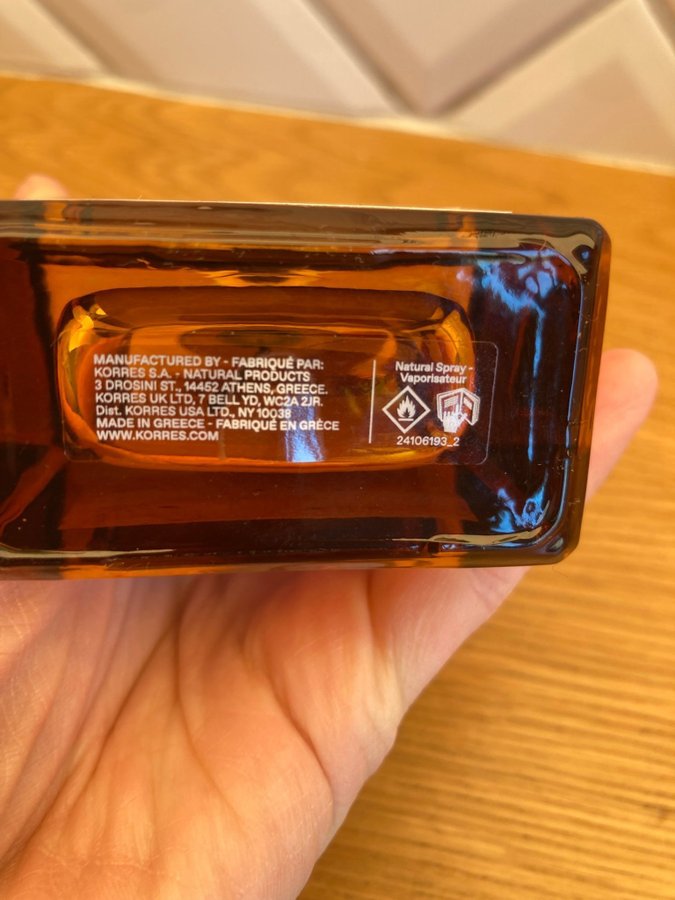 MANUFACTURED BY - FABRIQUÉ PAR:
KORRES S.A. - NATURAL PRODUCTS
3 DROSINI ST., 14452 ATHENS, GREECE.
KORRES UK LTD, 7 BELL YD, WC2A 2JR.
Dist. KORRES USA LTD., NY 10038
MADE IN GREECE - FABRIQUÉ EN GRÈCE
WWW.KORRES.COM
Natural Spray -
Vaporisateur
24106193_2